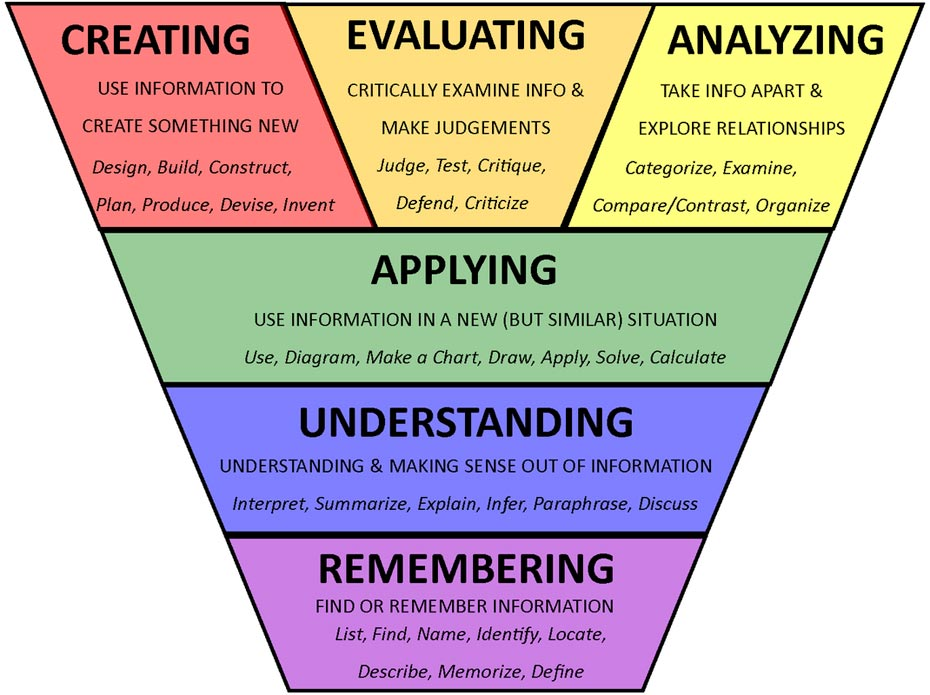 CREATING
USE INFORMATION TO
CREATE SOMETHING NEW
Design, Build, Construct,
Plan, Produce, Devise, Invent
EVALUATING
CRITICALLY EXAMINE INFO &
MAKE JUDGEMENTS
Judge, Test, Critique,
Defend, Criticize
ANALYZING
TAKE INFO APART &
EXPLORE RELATIONSHIPS
Categorize, Examine,
Compare/Contrast, Organize
APPLYING
USE INFORMATION IN A NEW (BUT SIMILAR) SITUATION
Use, Diagram, Make a Chart, Draw, Apply, Solve, Calculate
UNDERSTANDING
UNDERSTANDING & MAKING SENSE OUT OF INFORMATION
Interpret, Summarize, Explain, Infer, Paraphrase, Discuss
REMEMBERING
FIND OR REMEMBER INFORMATION
List, Find, Name, Identify, Locate,
Describe, Memorize, Define